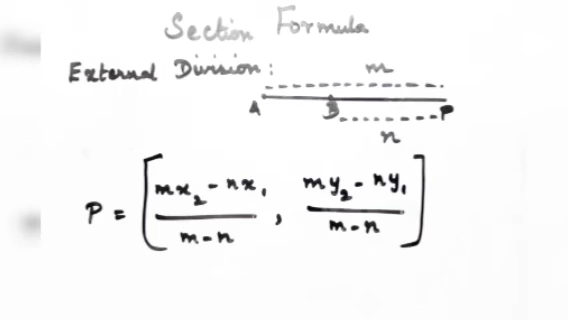 Section Formula
External Division : m
A B P
n
P = [ mx₂ - nx₁ / m - n , my₂ - ny₁ / m - n ]